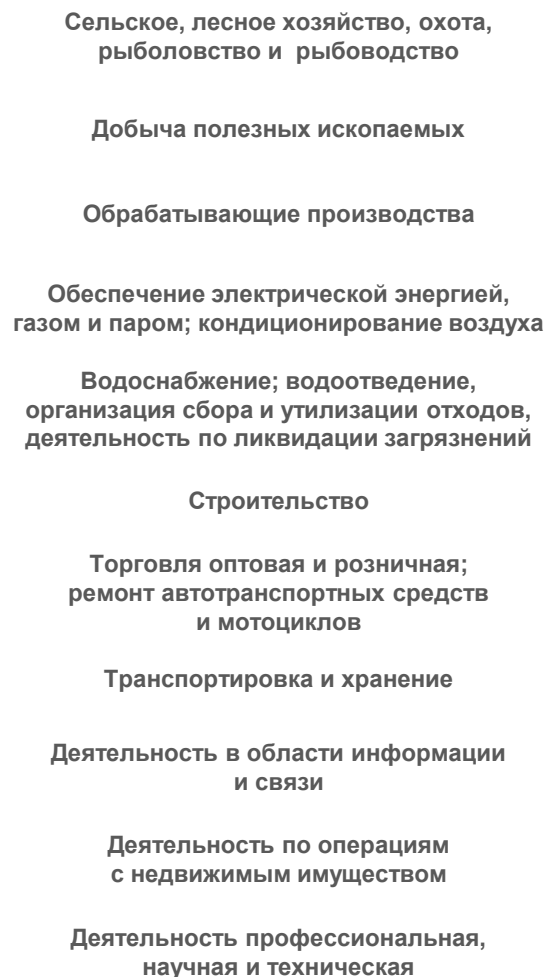 Сельское, лесное хозяйство, охота,
рыболовство и рыбоводство
Добыча полезных ископаемых
Обрабатывающие производства
Обеспечение электрической энергией,
газом и паром; кондиционирование воздуха
Водоснабжение; водоотведение,
организация сбора и утилизации отходов,
деятельность по ликвидации загрязнений
Строительство
Торговля оптовая и розничная;
ремонт автотранспортных средств
и мотоциклов
Транспортировка и хранение
Деятельность в области информации
и связи
Деятельность по операциям
с недвижимым имуществом
Деятельность профессиональная,
научная и техническая